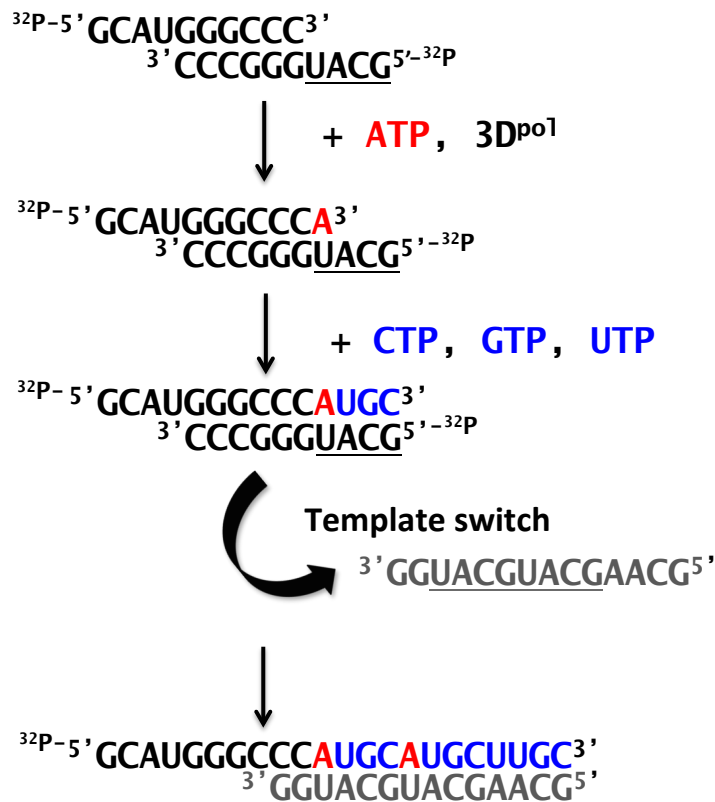 ³²P-5'GCAUGGGCCC3'
3'CCCGGGUACG5'-³²P
+ ATP, 3Dᵖᵒˡ
³²P-5'GCAUGGGCCCA3'
3'CCCGGGUACG5'-³²P
+ CTP, GTP, UTP
³²P-5'GCAUGGGCCCAUGC3'
3'CCCGGGUACG5'-³²P
Template switch
3'GGUACGUACGAACG5'
³²P-5'GCAUGGGCCCAUGCAUGCUUGC3'
3'GGUACGUACGAACG5'